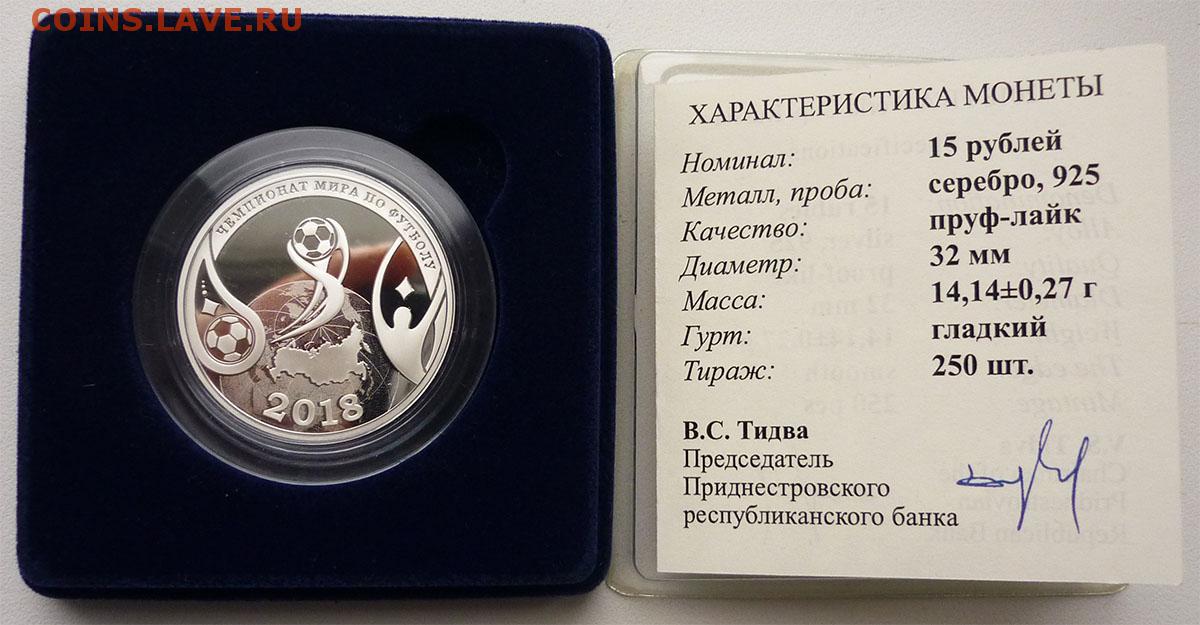 COINS.LAVE.RU
ЧЕМПИОНАТ МИРА ПО ФУТБОЛУ
2018
ХАРАКТЕРИСТИКА МОНЕТЫ
Номинал: 15 рублей
Металл, проба: серебро, 925
Качество: пруф-лайк
Диаметр: 32 мм
Масса: 14,14±0,27 г
Гурт: гладкий
Тираж: 250 шт.
В.С. Тидва
Председатель
Приднестровского
республиканского банка